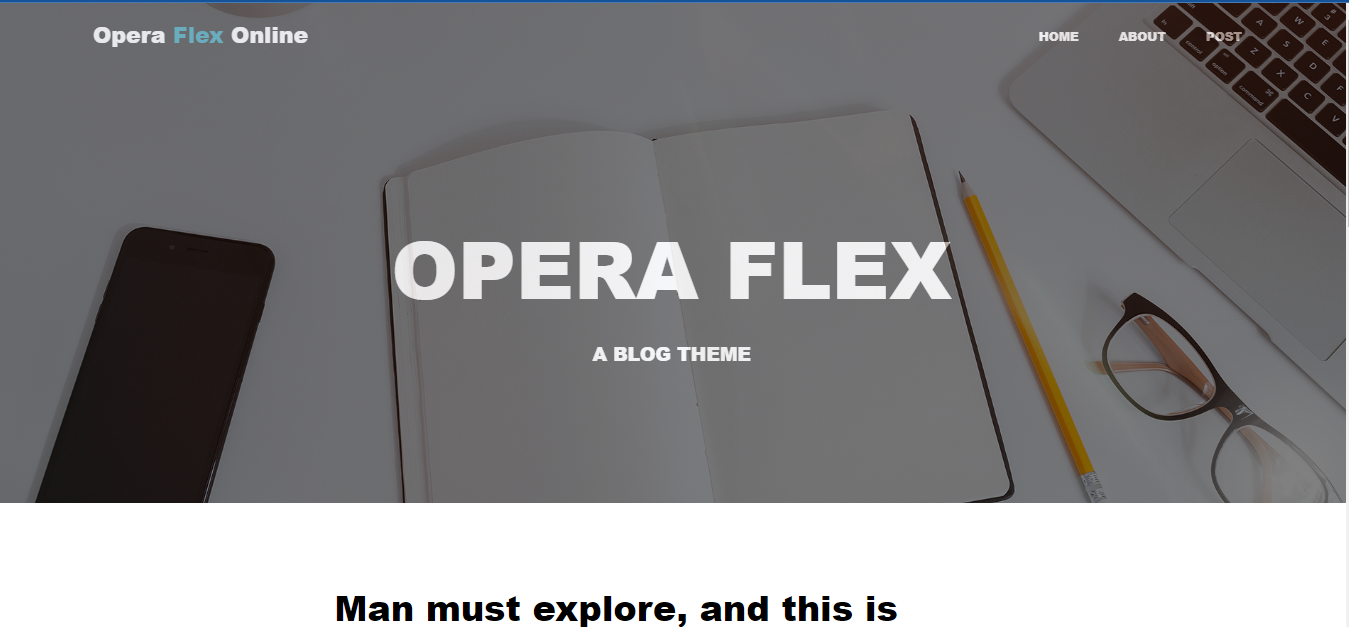 Opera Flex Online
HOME ABOUT POST
OPERA FLEX
A BLOG THEME
Man must explore, and this is